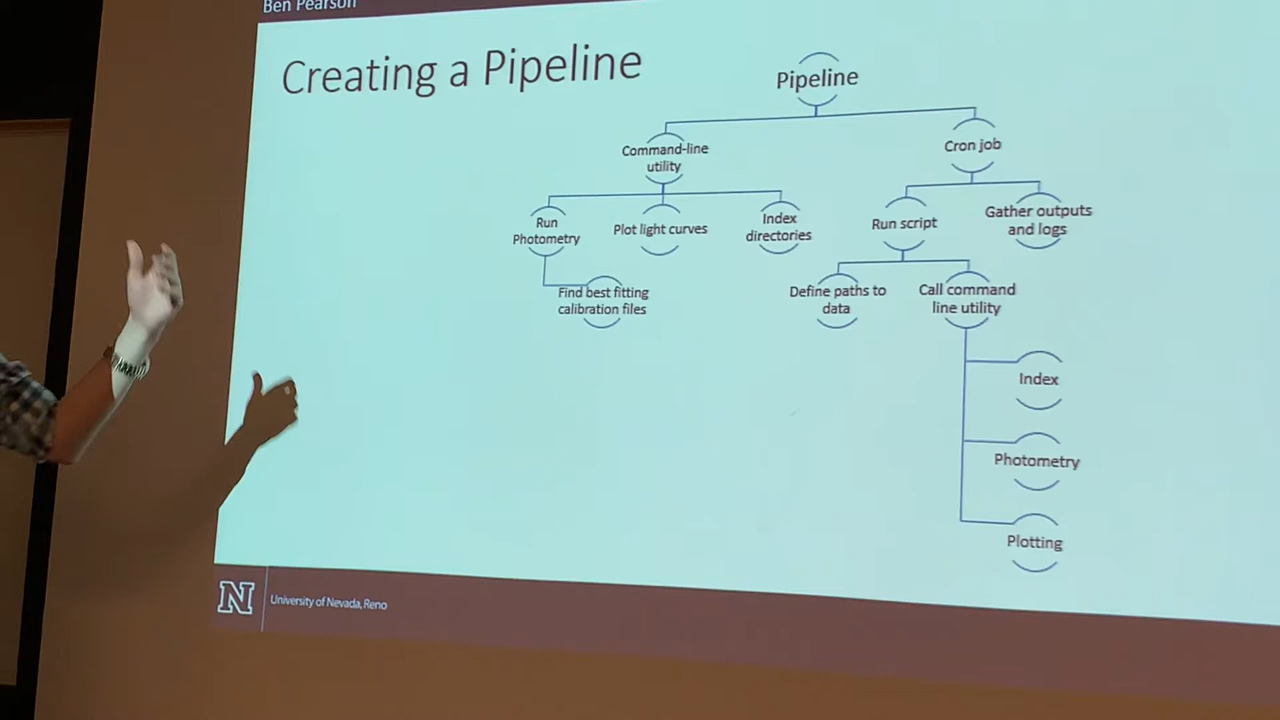 Ben Pearson
Creating a Pipeline
Pipeline
Command-line
utility
Cron job
Run
Photometry
Plot light curves
Index
directories
Run script
Gather outputs
and logs
Find best fitting
calibration files
Define paths to
data
Call command
line utility
Index
Photometry
Plotting
N
University of Nevada, Reno